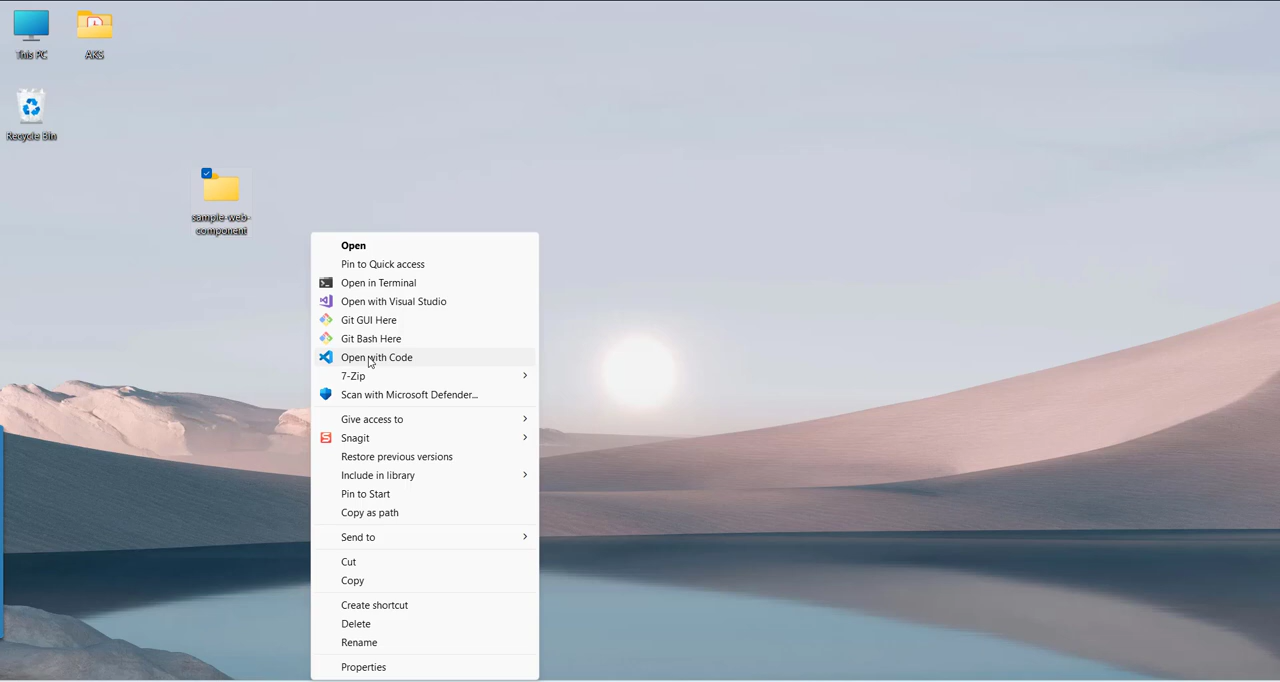 This PC
AKS
Recycle Bin
sample-web-
component
Open
Pin to Quick access
Open in Terminal
Open with Visual Studio
Git GUI Here
Git Bash Here
Open with Code
7-Zip
Scan with Microsoft Defender...
Give access to
Snagit
Restore previous versions
Include in library
Pin to Start
Copy as path
Send to
Cut
Copy
Create shortcut
Delete
Rename
Properties